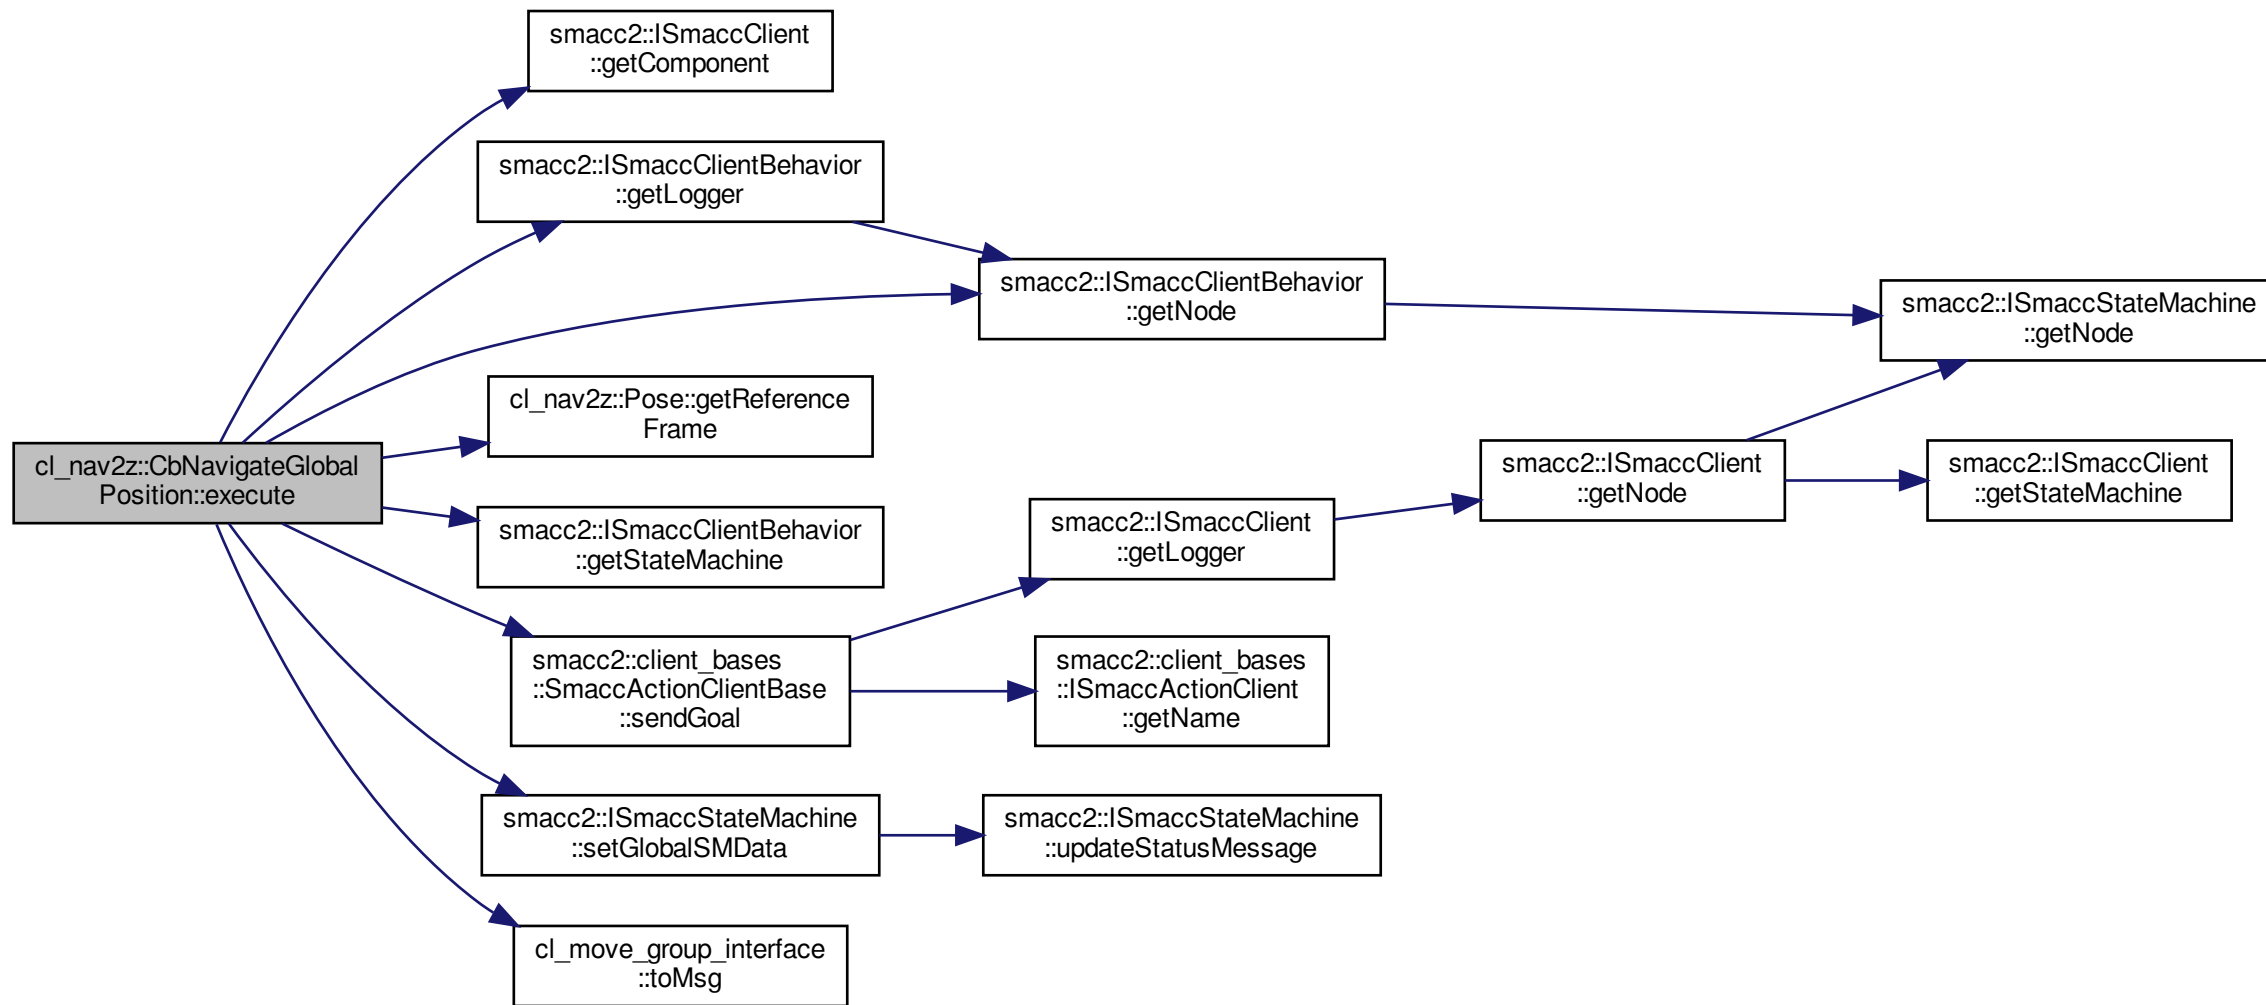 smacc2::ISmaccClient
::getComponent
smacc2::ISmaccClientBehavior
::getLogger
smacc2::ISmaccClientBehavior
::getNode
smacc2::ISmaccStateMachine
::getNode
cl_nav2z::Pose::getReference
Frame
cl_nav2z::CbNavigateGlobal
Position::execute
smacc2::ISmaccClient
::getNode
smacc2::ISmaccClient
::getStateMachine
smacc2::ISmaccClientBehavior
::getStateMachine
smacc2::ISmaccClient
::getLogger
smacc2::client_bases
::SmaccActionClientBase
::sendGoal
smacc2::client_bases
::ISmaccActionClient
::getName
smacc2::ISmaccStateMachine
::setGlobalSMData
smacc2::ISmaccStateMachine
::updateStatusMessage
cl_move_group_interface
::toMsg